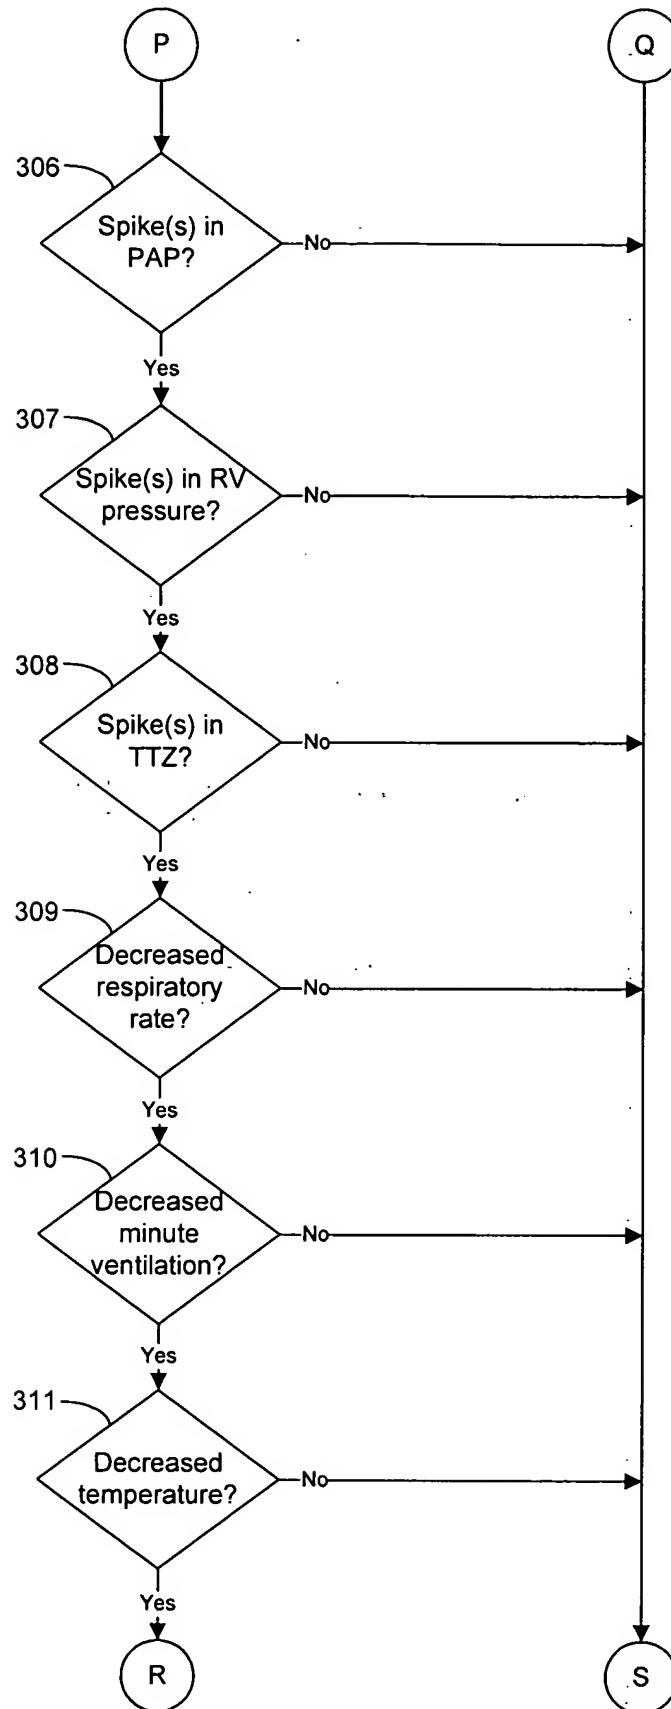 P
Q
306
Spike(s) in
PAP?
No
Yes
307
Spike(s) in RV
pressure?
No
Yes
308
Spike(s) in
TTZ?
No
Yes
309
Decreased
respiratory
rate?
No
Yes
310
Decreased
minute
ventilation?
No
Yes
311
Decreased
temperature?
No
Yes
R
S